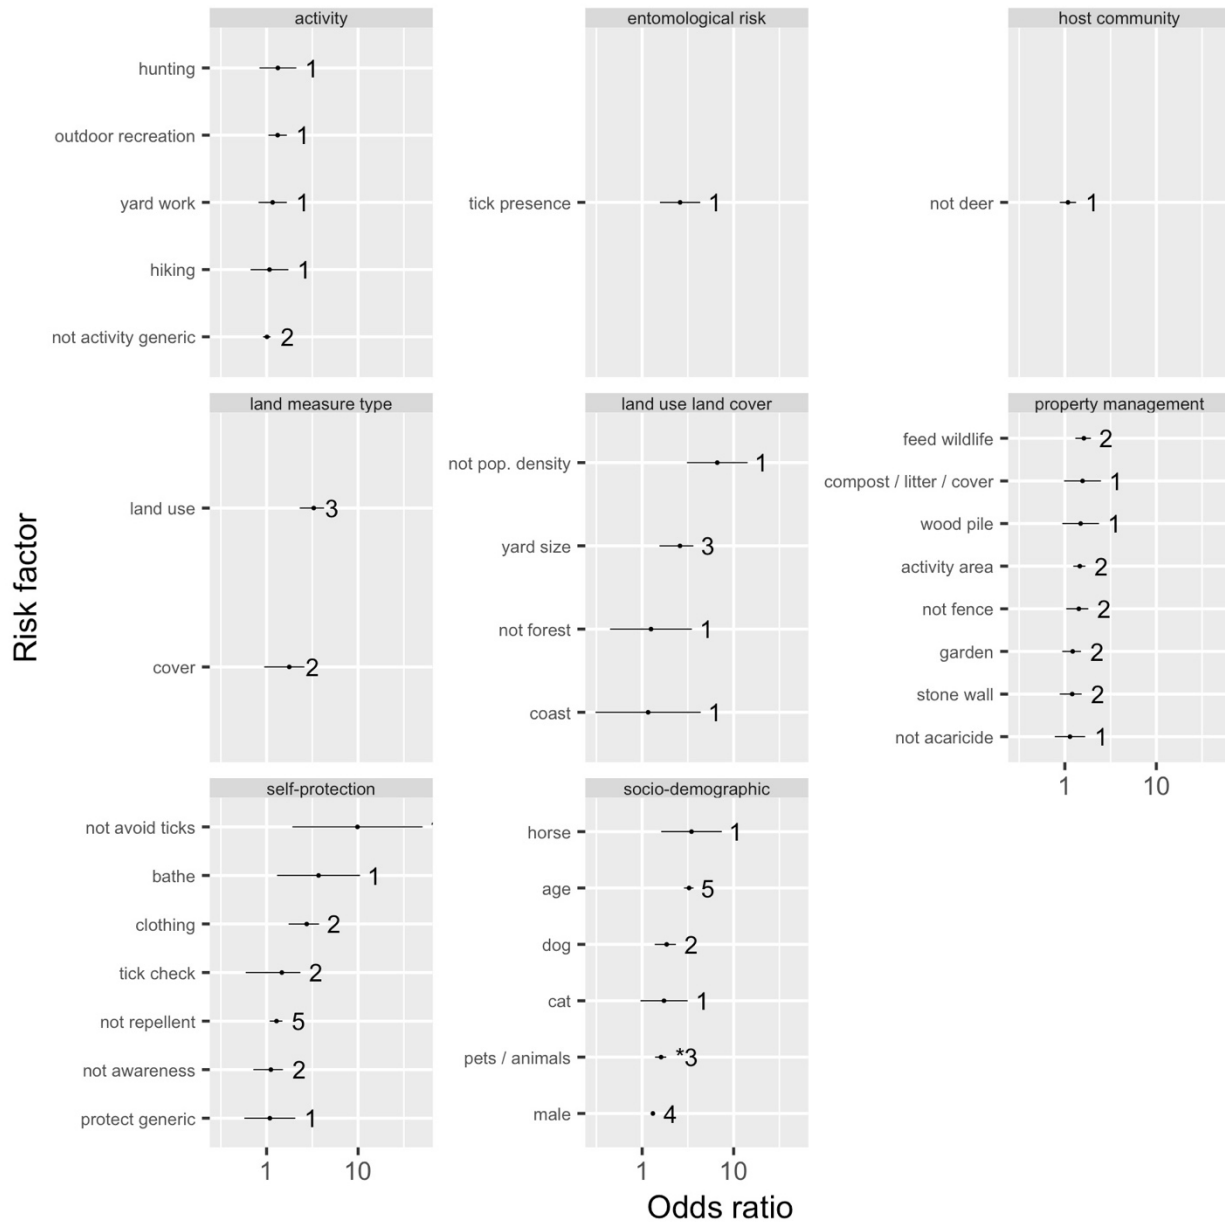 activity
hunting 1
outdoor recreation 1
yard work 1
hiking 1
not activity generic 2
entomological risk
tick presence 1
host community
not deer 1
land measure type
land use 3
cover 2
land use land cover
not pop. density 1
yard size 3
not forest 1
coast 1
property management
feed wildlife 2
compost / litter / cover 1
wood pile 1
activity area 2
not fence 2
garden 2
stone wall 2
not acaricide 1
1 10
self-protection
not avoid ticks
bathe 1
clothing 2
tick check 2
not repellent 5
not awareness 2
protect generic 1
1 10
socio-demographic
horse 1
age 5
dog 2
cat 1
pets / animals *3
male 4
1 10
Risk factor
Odds ratio